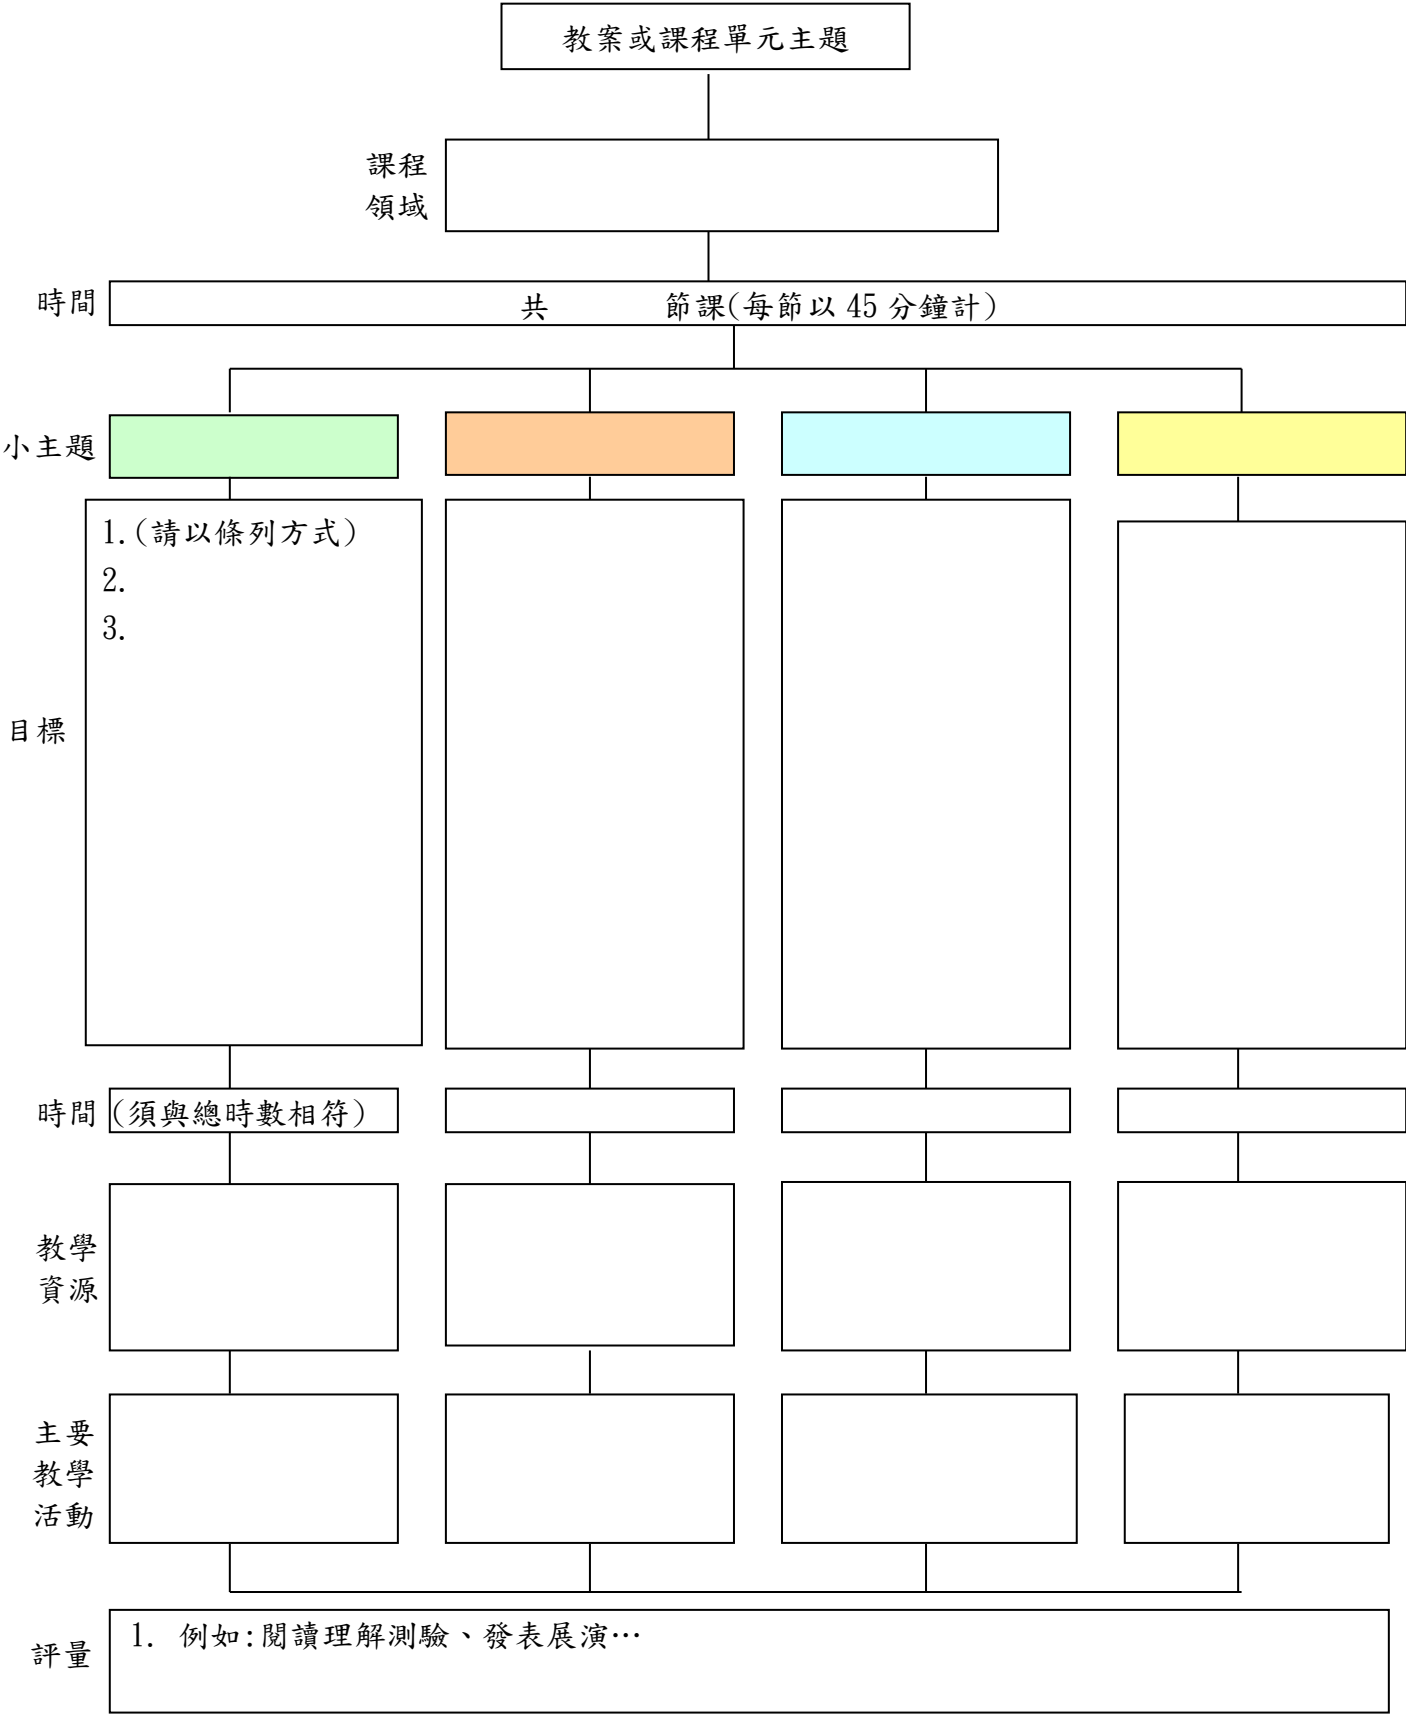 教案或課程單元主題
課程
領域
時間
共 節課(每節以 45 分鐘計)
小主題
目標
1.(請以條列方式)
2.
3.
時間
(須與總時數相符)
教學
資源
主要
教學
活動
評量
1. 例如:閱讀理解測驗、發表展演…